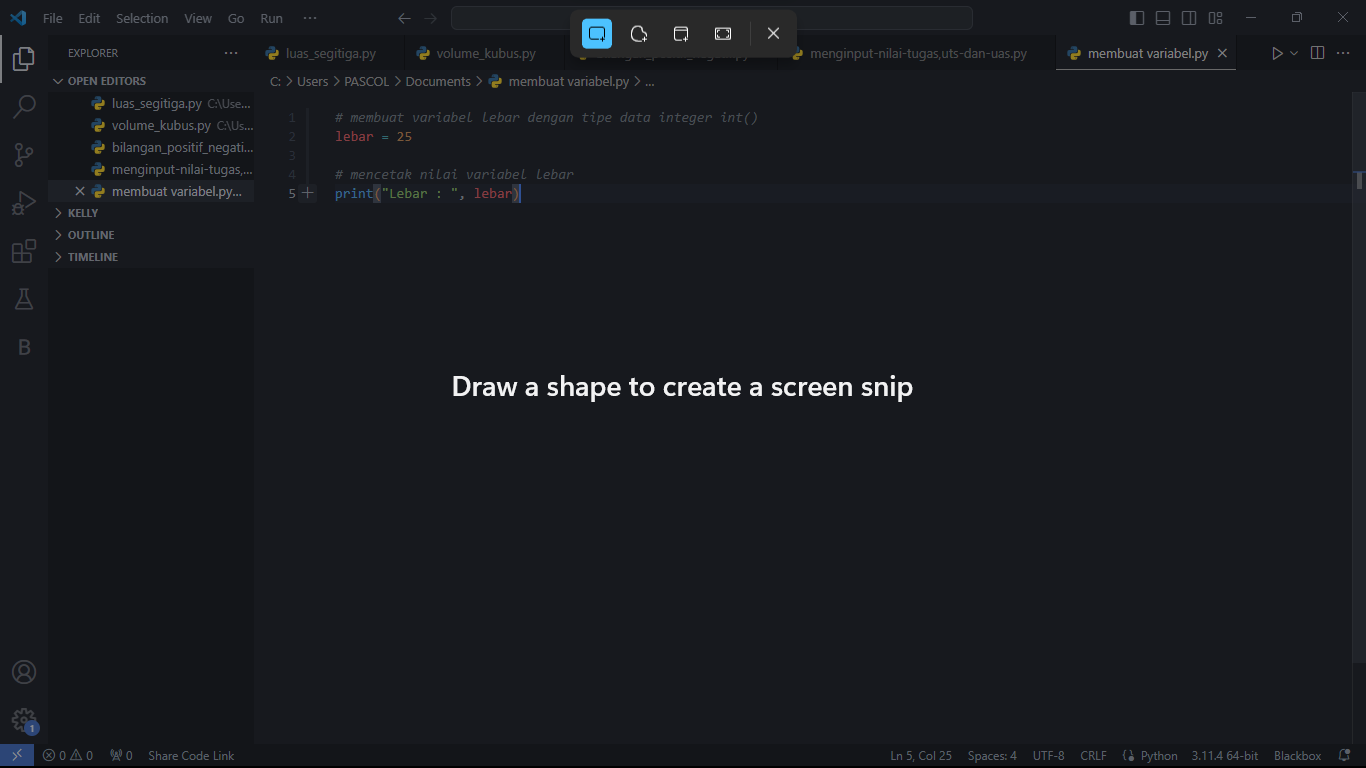 File Edit Selection View Go Run ···
EXPLORER ···
luas_segitiga.py
volume_kubus.py
menginput-nilai-tugas,uts-dan-uas.py
membuat variabel.py
OPEN EDITORS
luas_segitiga.py C:\Use...
volume_kubus.py C:\Us...
bilangan_positif_negati...
menginput-nilai-tugas,...
membuat variabel.py...
KELLY
OUTLINE
TIMELINE
B
C: > Users > PASCOL > Documents > membuat variabel.py > ...
1 # membuat variabel lebar dengan tipe data integer int()
2 lebar = 25
3
4 # mencetak nilai variabel lebar
5 print("Lebar : ", lebar)
Draw a shape to create a screen snip
1
0 0 0 Share Code Link
Ln 5, Col 25 Spaces: 4 UTF-8 CRLF Python 3.11.4 64-bit Blackbox